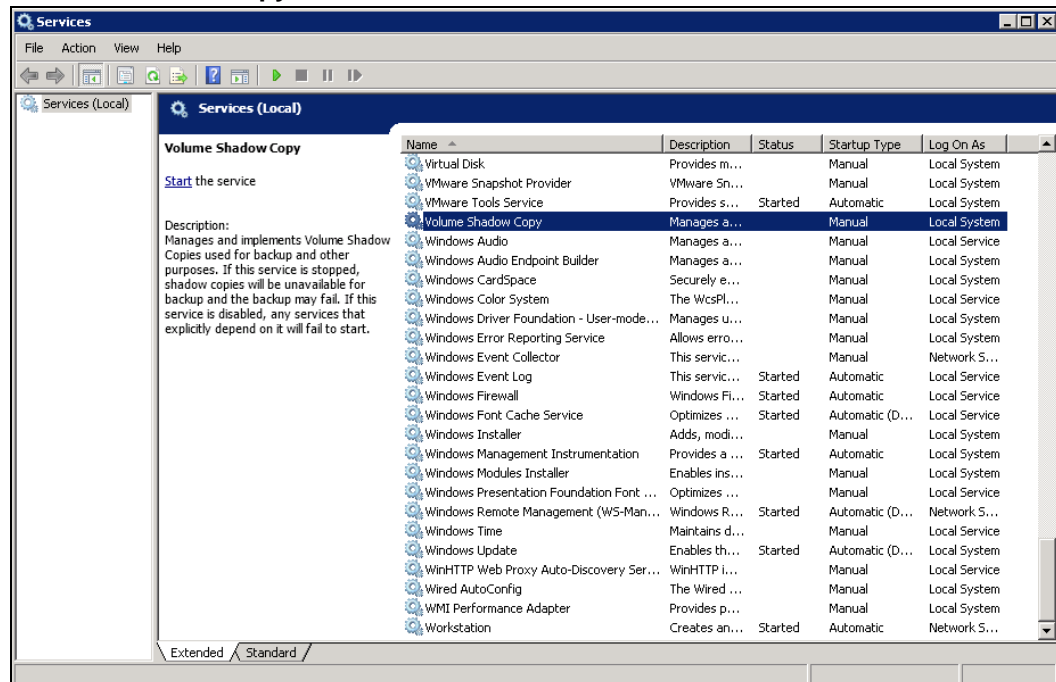 Services
File Action View Help
Services (Local)
Services (Local)
Volume Shadow Copy
Start the service
Description:
Manages and implements Volume Shadow
Copies used for backup and other
purposes. If this service is stopped,
shadow copies will be unavailable for
backup and the backup may fail. If this
service is disabled, any services that
explicitly depend on it will fail to start.
Name Description Status Startup Type Log On As
Virtual Disk Provides m... Manual Local System
VMware Snapshot Provider VMware Sn... Manual Local System
VMware Tools Service Provides s... Started Automatic Local System
Volume Shadow Copy Manages a... Manual Local System
Windows Audio Manages a... Manual Local Service
Windows Audio Endpoint Builder Manages a... Manual Local System
Windows CardSpace Securely e... Manual Local System
Windows Color System The WcsPl... Manual Local Service
Windows Driver Foundation - User-mode... Manages u... Manual Local System
Windows Error Reporting Service Allows erro... Manual Local System
Windows Event Collector This servic... Manual Network S...
Windows Event Log This servic... Started Automatic Local Service
Windows Firewall Windows Fi... Started Automatic Local Service
Windows Font Cache Service Optimizes ... Started Automatic (D... Local Service
Windows Installer Adds, modi... Manual Local System
Windows Management Instrumentation Provides a ... Started Automatic Local System
Windows Modules Installer Enables ins... Manual Local System
Windows Presentation Foundation Font ... Optimizes ... Manual Local Service
Windows Remote Management (WS-Man... Windows R... Started Automatic (D... Network S...
Windows Time Maintains d... Manual Local Service
Windows Update Enables th... Started Automatic (D... Local System
WinHTTP Web Proxy Auto-Discovery Ser... WinHTTP i... Manual Local Service
Wired AutoConfig The Wired ... Manual Local System
WMI Performance Adapter Provides p... Manual Local System
Workstation Creates an... Started Automatic Network S...
Extended Standard